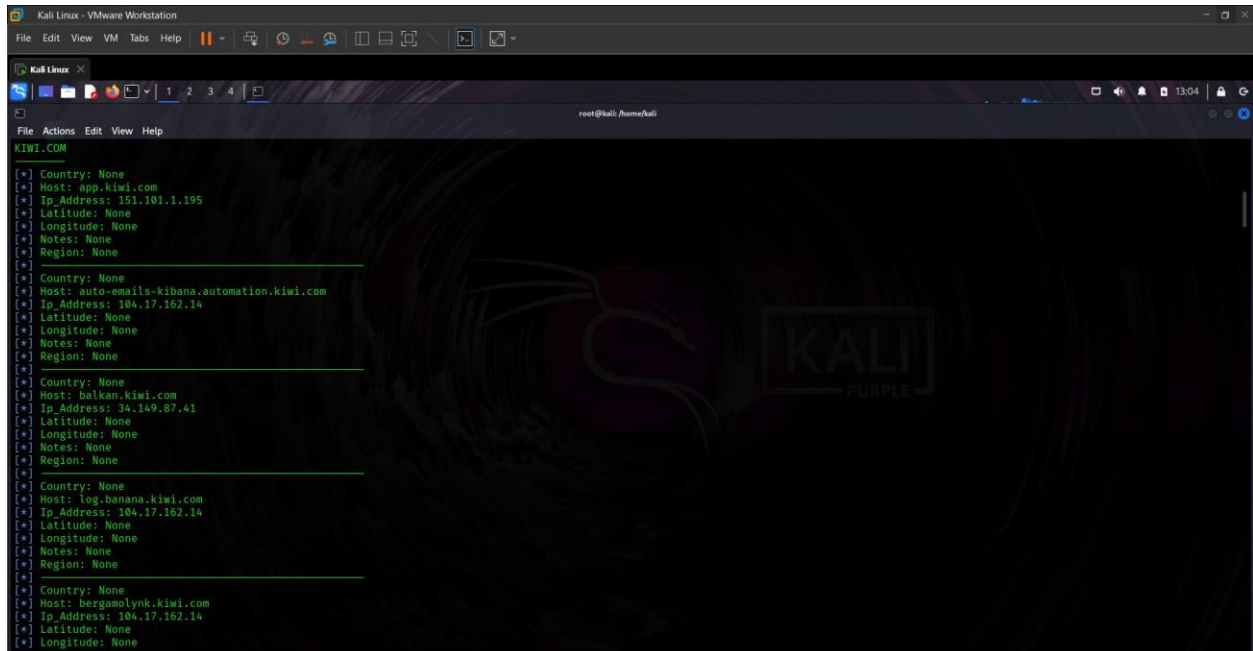 Kali Linux - VMware Workstation
File Edit View VM Tabs Help
Kali Linux
1 2 3 4
13:04
root@kali: /home/kali
File Actions Edit View Help
KIWI.COM
[*] Country: None
[*] Host: app.kiwi.com
[*] Ip_Address: 151.101.1.195
[*] Latitude: None
[*] Longitude: None
[*] Notes: None
[*] Region: None
[*]
[*] Country: None
[*] Host: auto-emails-kibana.automation.kiwi.com
[*] Ip_Address: 104.17.162.14
[*] Latitude: None
[*] Longitude: None
[*] Notes: None
[*] Region: None
[*]
[*] Country: None
[*] Host: balkan.kiwi.com
[*] Ip_Address: 34.149.87.41
[*] Latitude: None
[*] Longitude: None
[*] Notes: None
[*] Region: None
[*]
[*] Country: None
[*] Host: log.banana.kiwi.com
[*] Ip_Address: 104.17.162.14
[*] Latitude: None
[*] Longitude: None
[*] Notes: None
[*] Region: None
[*]
[*] Country: None
[*] Host: bergamolynk.kiwi.com
[*] Ip_Address: 104.17.162.14
[*] Latitude: None
[*] Longitude: None
KALI
PURPLE